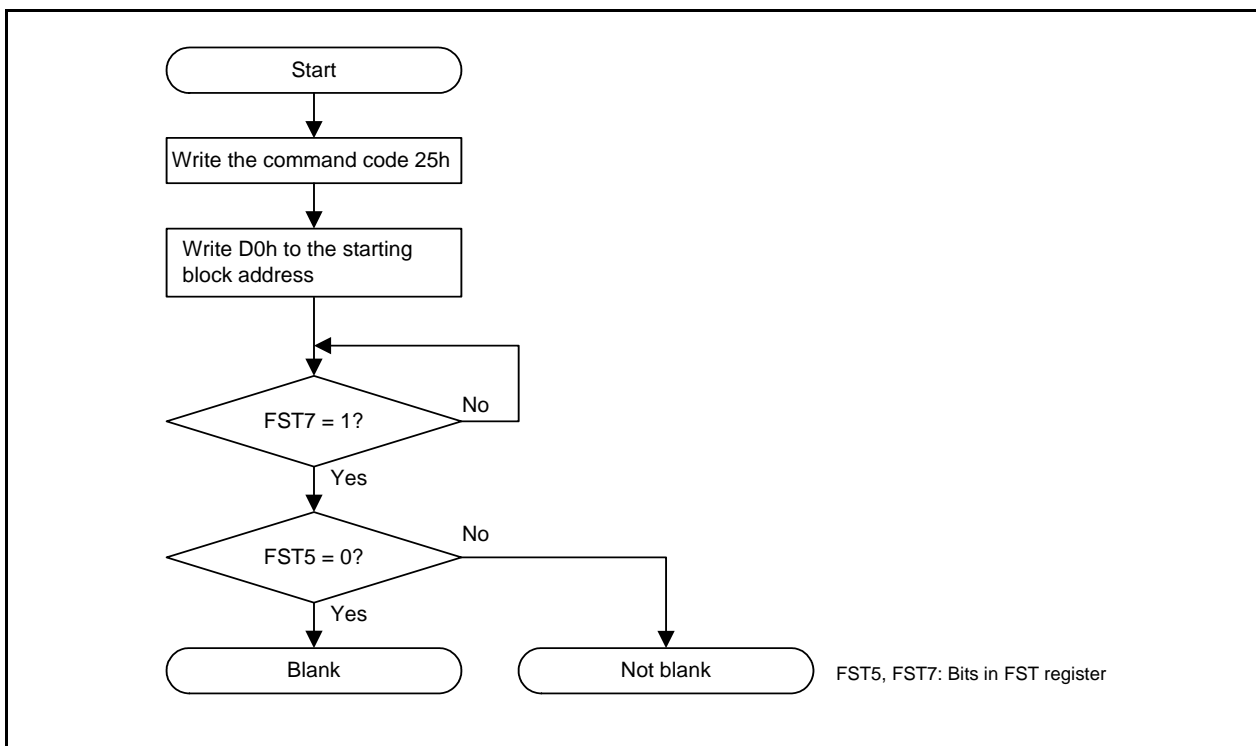 Start
Write the command code 25h
Write D0h to the starting
block address
FST7 = 1?
No
Yes
FST5 = 0?
No
Yes
Blank
Not blank
FST5, FST7: Bits in FST register